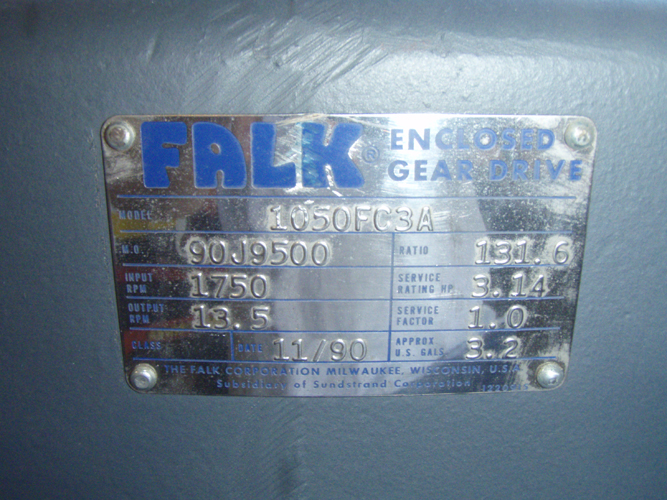 FALK® ENCLOSED
GEAR DRIVE
MODEL 1050FC3A
M.O. 90J9500 RATIO 131.6
INPUT RPM 1750 SERVICE RATING HP 3.14
OUTPUT RPM 13.5 SERVICE FACTOR 1.0
CLASS DATE 11/90 APPROX U.S. GALS. 3.2
THE FALK CORPORATION MILWAUKEE, WISCONSIN, U.S.A.
Subsidiary of Sundstrand Corporation